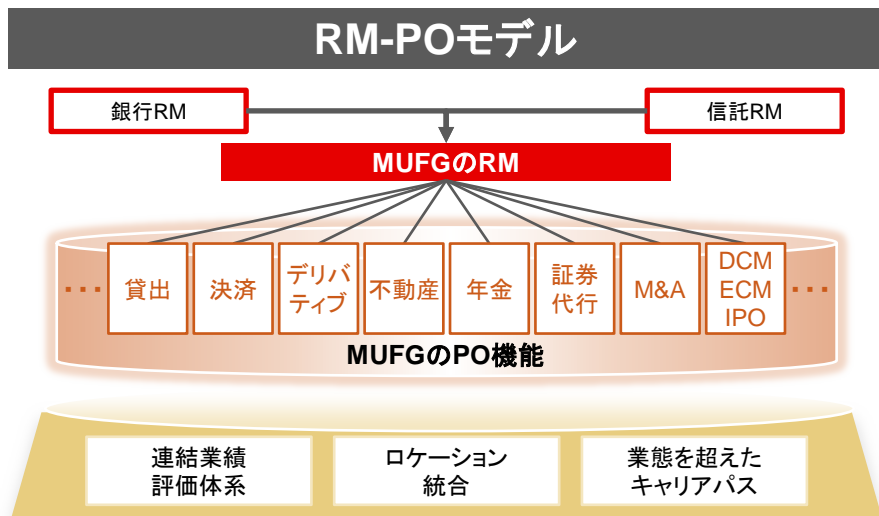 RM-POモデル
銀行RM
信託RM
MUFGのRM
･･･
貸出
決済
デリバ
ティブ
不動産
年金
証券
代行
M&A
DCM
ECM
IPO
･･･
MUFGのPO機能
連結業績
評価体系
ロケーション
統合
業態を超えた
キャリアパス